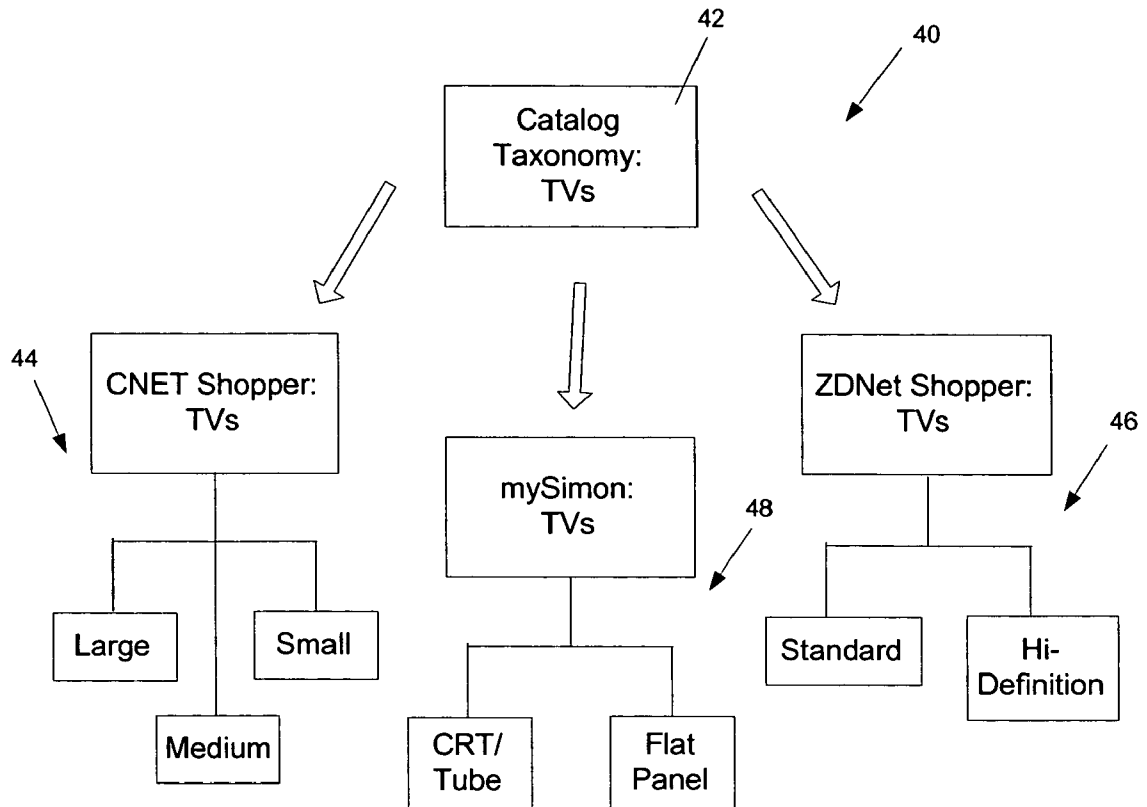 42
40
Catalog
Taxonomy:
TVs
44
CNET Shopper:
TVs
mySimon:
TVs
ZDNet Shopper:
TVs
46
48
Large
Small
Medium
CRT/
Tube
Flat
Panel
Standard
Hi-
Definition